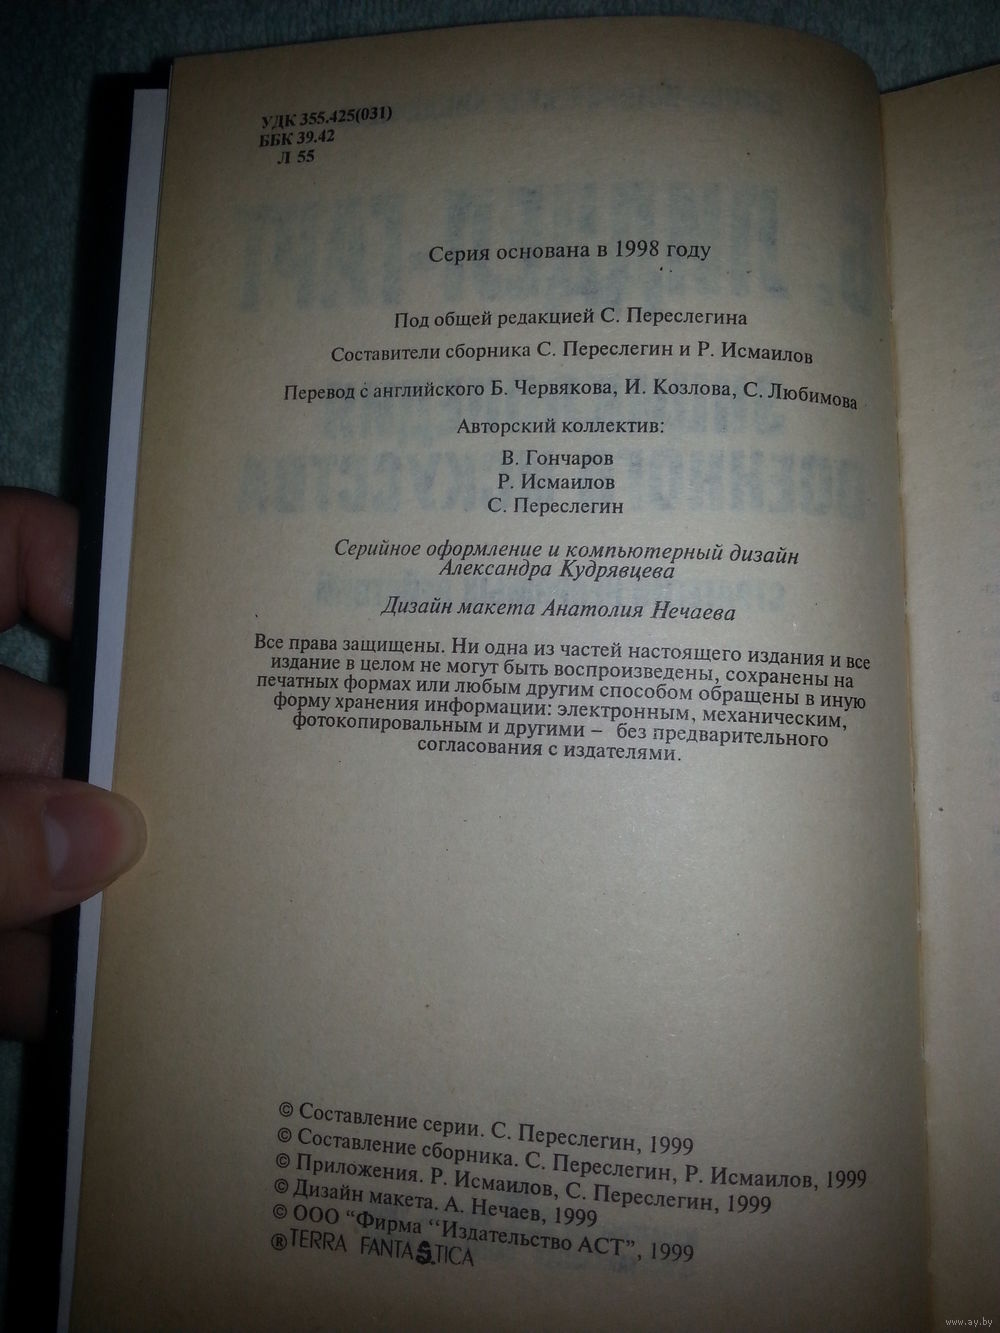 УДК 355.425(031)
ББК 39.42
Л 55
Серия основана в 1998 году
Под общей редакцией С. Переслегина
Составители сборника С. Переслегин и Р. Исмаилов
Перевод с английского Б. Червякова, И. Козлова, С. Любимова
Авторский коллектив:
В. Гончаров
Р. Исмаилов
С. Переслегин
Серийное оформление и компьютерный дизайн
Александра Кудрявцева
Дизайн макета Анатолия Нечаева
Все права защищены. Ни одна из частей настоящего издания и все
издание в целом не могут быть воспроизведены, сохранены на
печатных формах или любым другим способом обращены в иную
форму хранения информации: электронным, механическим,
фотокопировальным и другими – без предварительного
согласования с издателями.
© Составление серии. С. Переслегин, 1999
© Составление сборника. С. Переслегин, Р. Исмаилов, 1999
© Приложения. Р. Исмаилов, С. Переслегин, 1999
© Дизайн макета. А. Нечаев, 1999
© ООО “Фирма “Издательство АСТ”, 1999
® TERRA FANTASTICA
www.ay.by